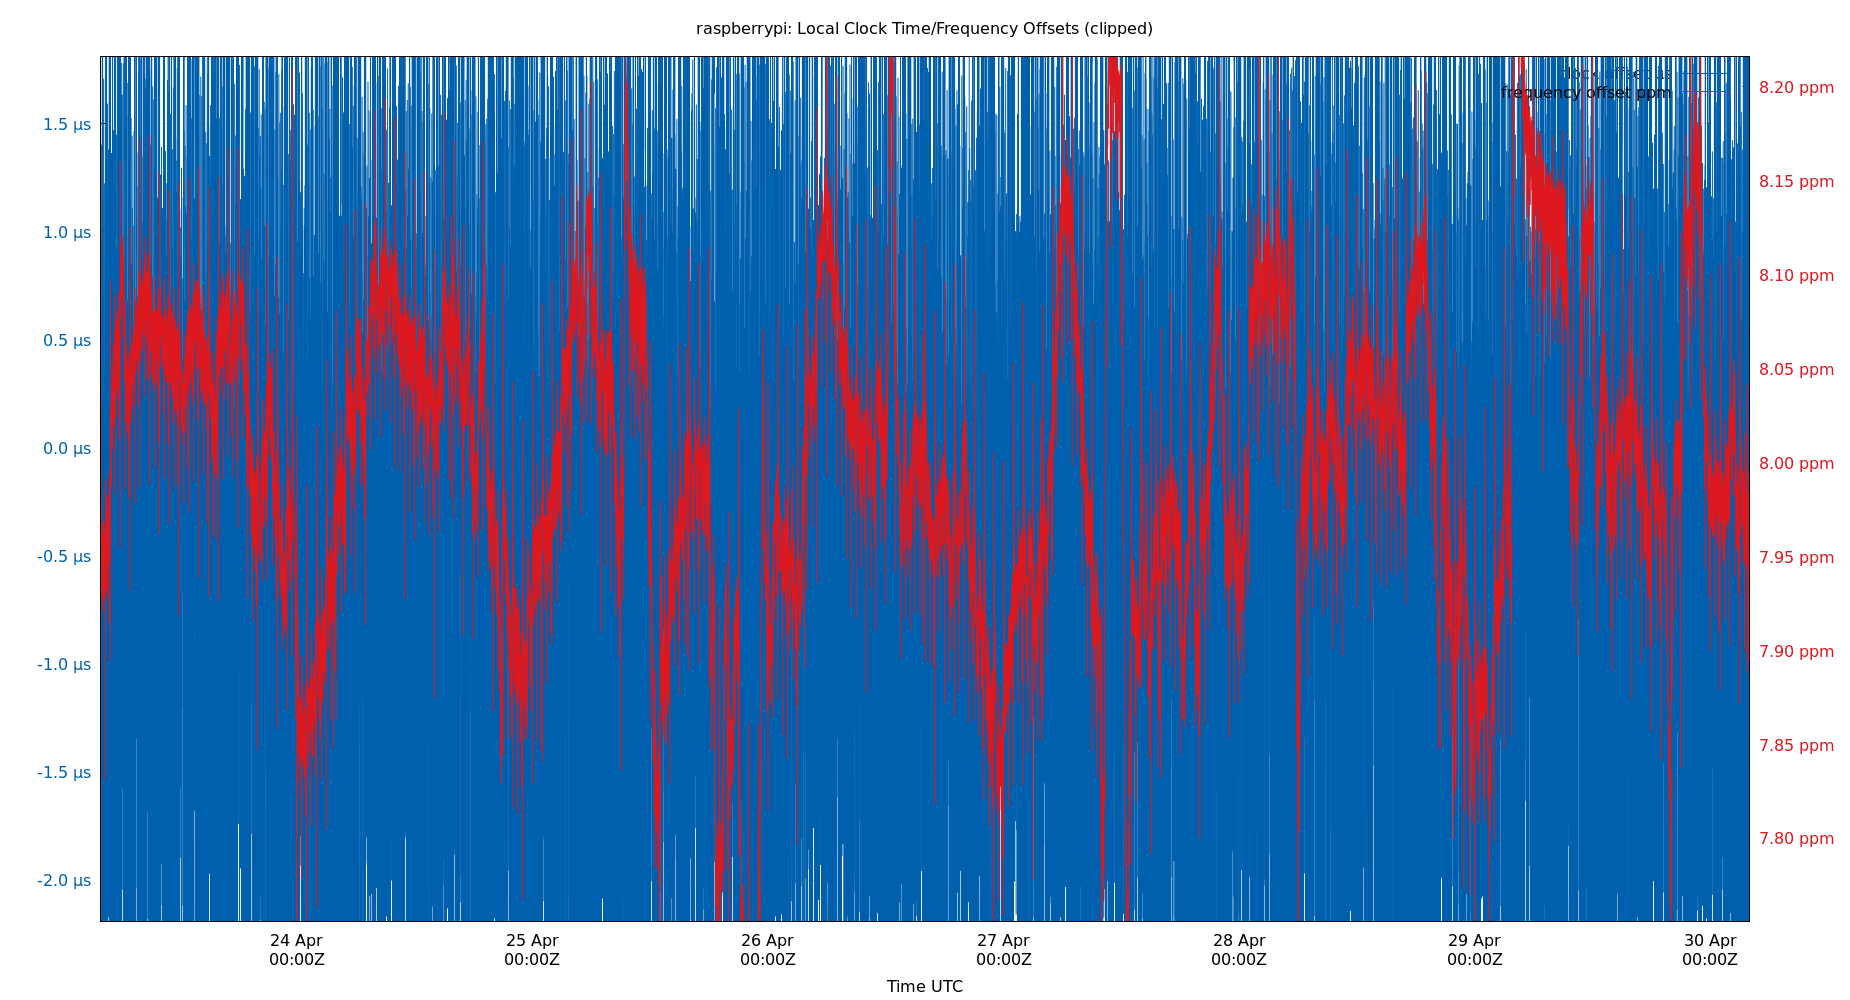 raspberrypi: Local Clock Time/Frequency Offsets (clipped)
clock offset µs
frequency offset ppm
1.5 µs
1.0 µs
0.5 µs
0.0 µs
-0.5 µs
-1.0 µs
-1.5 µs
-2.0 µs
8.20 ppm
8.15 ppm
8.10 ppm
8.05 ppm
8.00 ppm
7.95 ppm
7.90 ppm
7.85 ppm
7.80 ppm
24 Apr 25 Apr 26 Apr 27 Apr 28 Apr 29 Apr 30 Apr
00:00Z 00:00Z 00:00Z 00:00Z 00:00Z 00:00Z 00:00Z
Time UTC